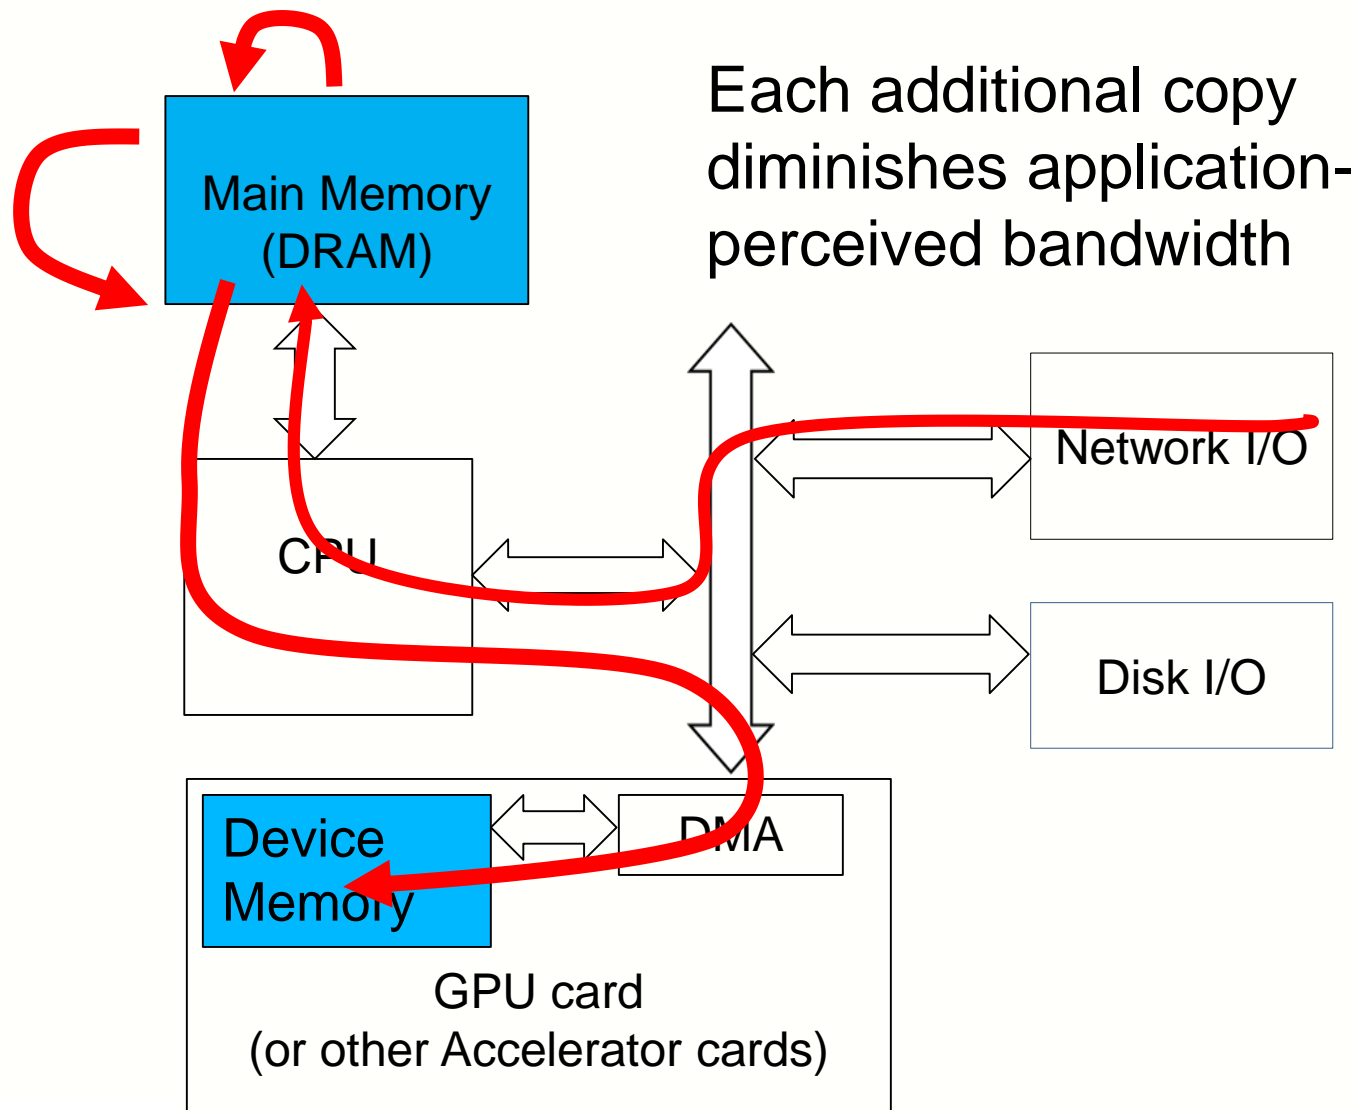 Each additional copy
diminishes application-
perceived bandwidth
Main Memory
(DRAM)
Network I/O
CPU
Disk I/O
Device
Memory
DMA
GPU card
(or other Accelerator cards)